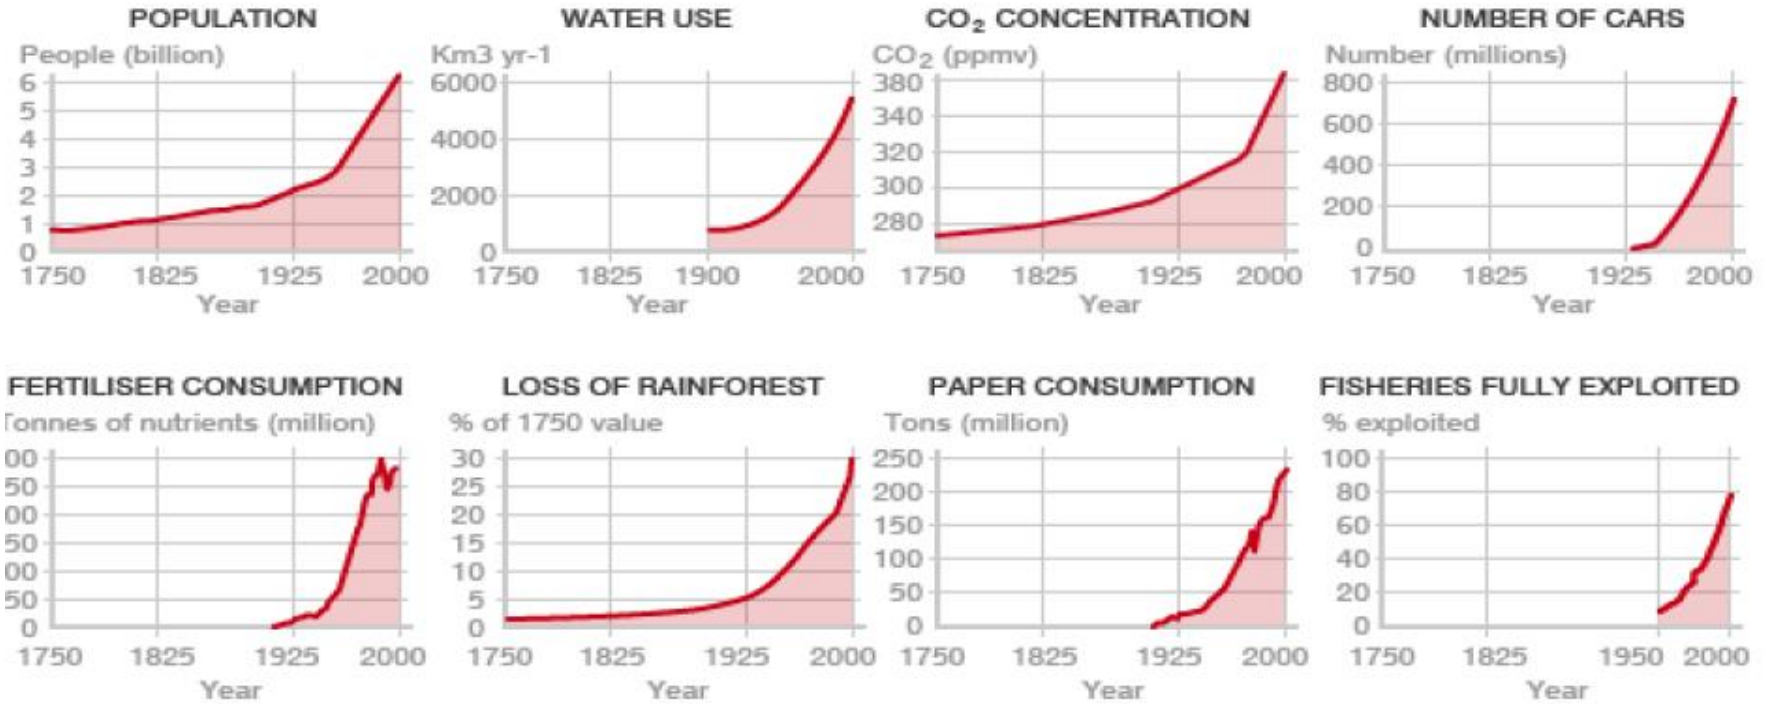 POPULATION
People (billion)
6
5
4
3
2
1
0
1750 1825 1925 2000
Year
WATER USE
Km3 yr-1
6000
4000
2000
0
1750 1825 1900 2000
Year
CO2 CONCENTRATION
CO2 (ppmv)
380
340
320
300
280
1750 1825 1925 2000
Year
NUMBER OF CARS
Number (millions)
800
600
400
200
0
1750 1825 1925 2000
Year
FERTILISER CONSUMPTION
Tonnes of nutrients (million)
00
50
00
50
00
50
0
1750 1825 1925 2000
Year
LOSS OF RAINFOREST
% of 1750 value
30
25
20
15
10
5
0
1750 1825 1925 2000
Year
PAPER CONSUMPTION
Tons (million)
250
200
150
100
50
0
1750 1825 1925 2000
Year
FISHERIES FULLY EXPLOITED
% exploited
100
80
60
40
20
0
1750 1825 1950 2000
Year